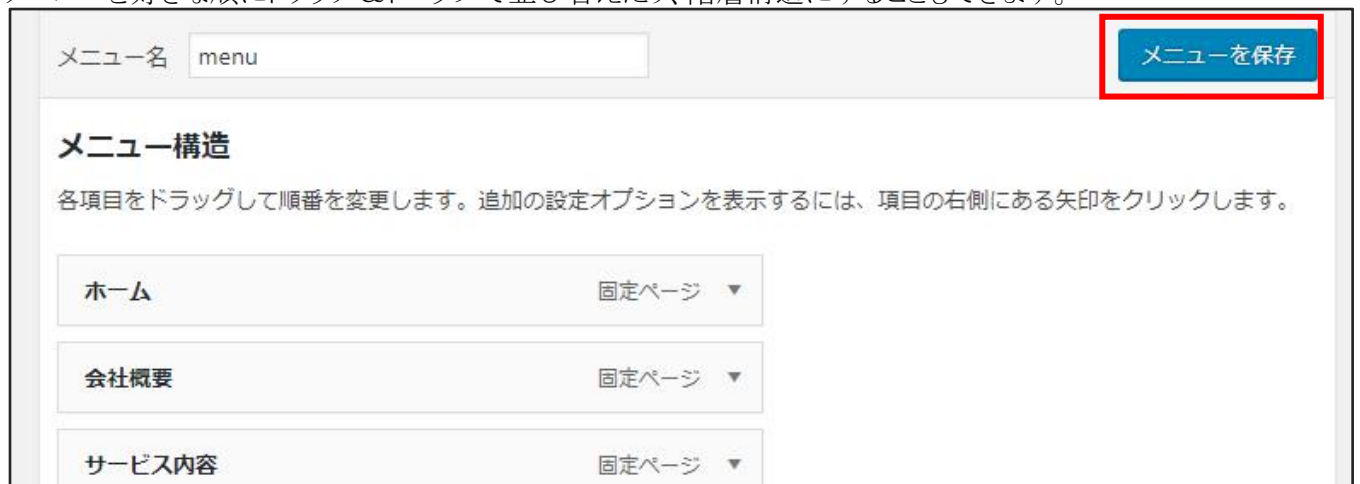 メニュー名 menu メニューを保存
メニュー構造
各項目をドラッグして順番を変更します。追加の設定オプションを表示するには、項目の右側にある矢印をクリックします。
ホーム 固定ページ ▼
会社概要 固定ページ ▼
サービス内容 固定ページ ▼